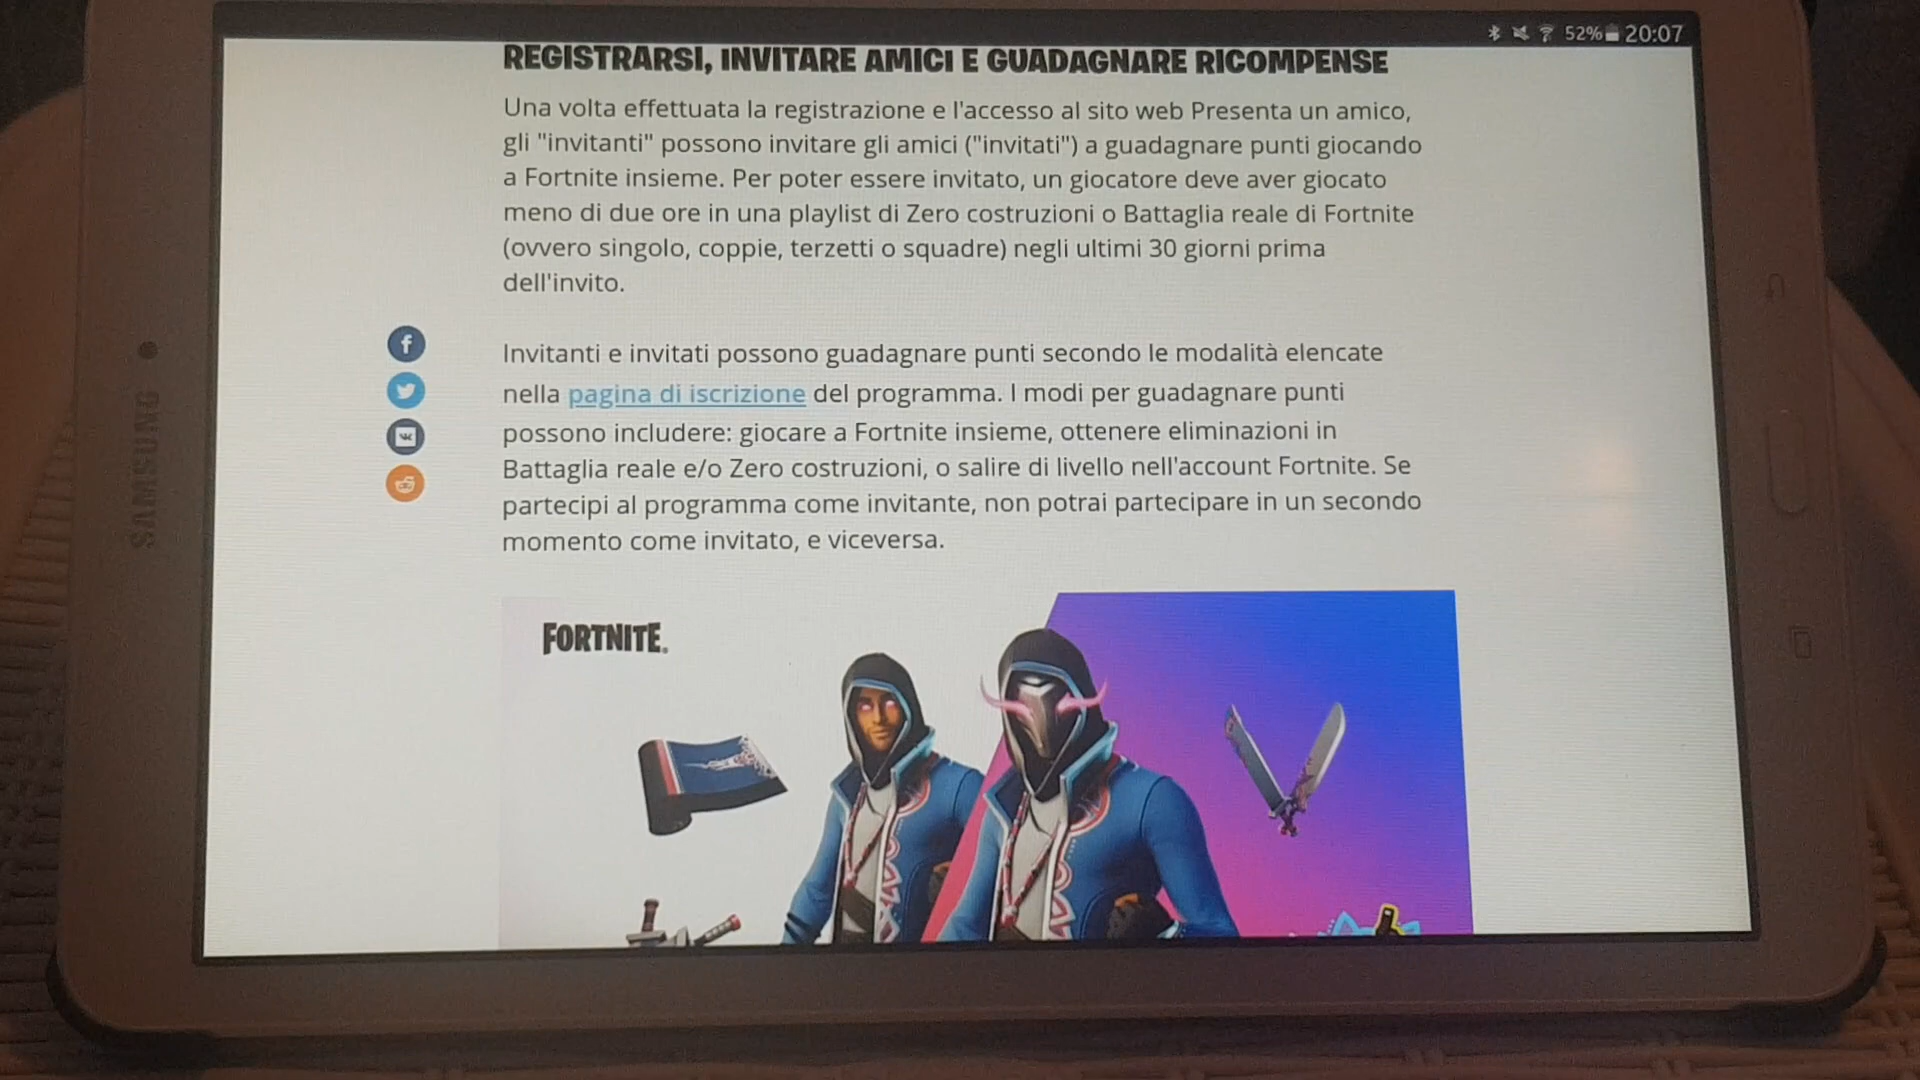 52% 20:07
REGISTRARSI, INVITARE AMICI E GUADAGNARE RICOMPENSE
Una volta effettuata la registrazione e l'accesso al sito web Presenta un amico,
gli "invitanti" possono invitare gli amici ("invitati") a guadagnare punti giocando
a Fortnite insieme. Per poter essere invitato, un giocatore deve aver giocato
meno di due ore in una playlist di Zero costruzioni o Battaglia reale di Fortnite
(ovvero singolo, coppie, terzetti o squadre) negli ultimi 30 giorni prima
dell'invito.
Invitanti e invitati possono guadagnare punti secondo le modalità elencate
nella pagina di iscrizione del programma. I modi per guadagnare punti
possono includere: giocare a Fortnite insieme, ottenere eliminazioni in
Battaglia reale e/o Zero costruzioni, o salire di livello nell'account Fortnite. Se
partecipi al programma come invitante, non potrai partecipare in un secondo
momento come invitato, e viceversa.
FORTNITE.
SAMSUNG